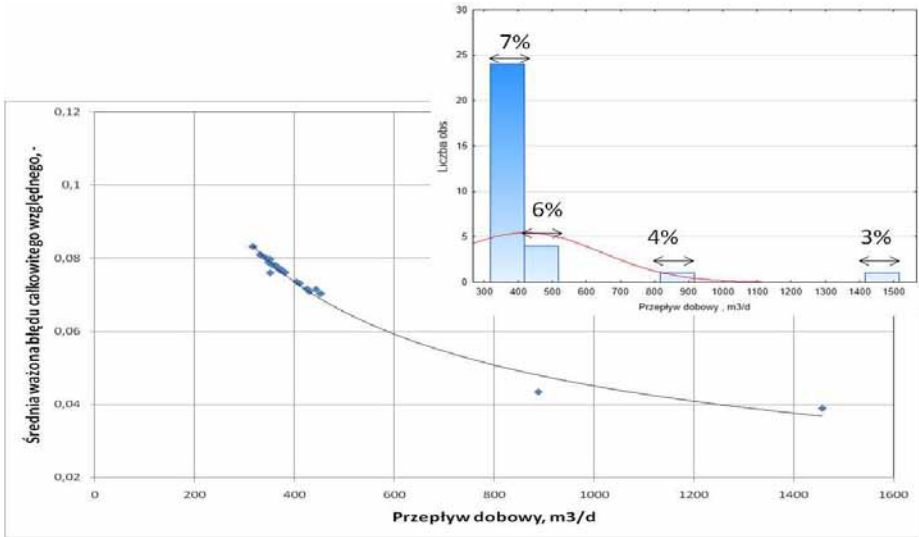 7%
6%
4%
3%
30
25
20
15
10
5
0
Liczba obs
300 400 500 600 700 800 900 1000 1100 1200 1300 1400 1500
Przepływ dobowy , m3/d
0,12
0,1
0,08
0,06
0,04
0,02
Średnia ważona błędu całkowitego względnego, -
0 200 400 600 800 1000 1200 1400 1600
Przepływ dobowy, m3/d